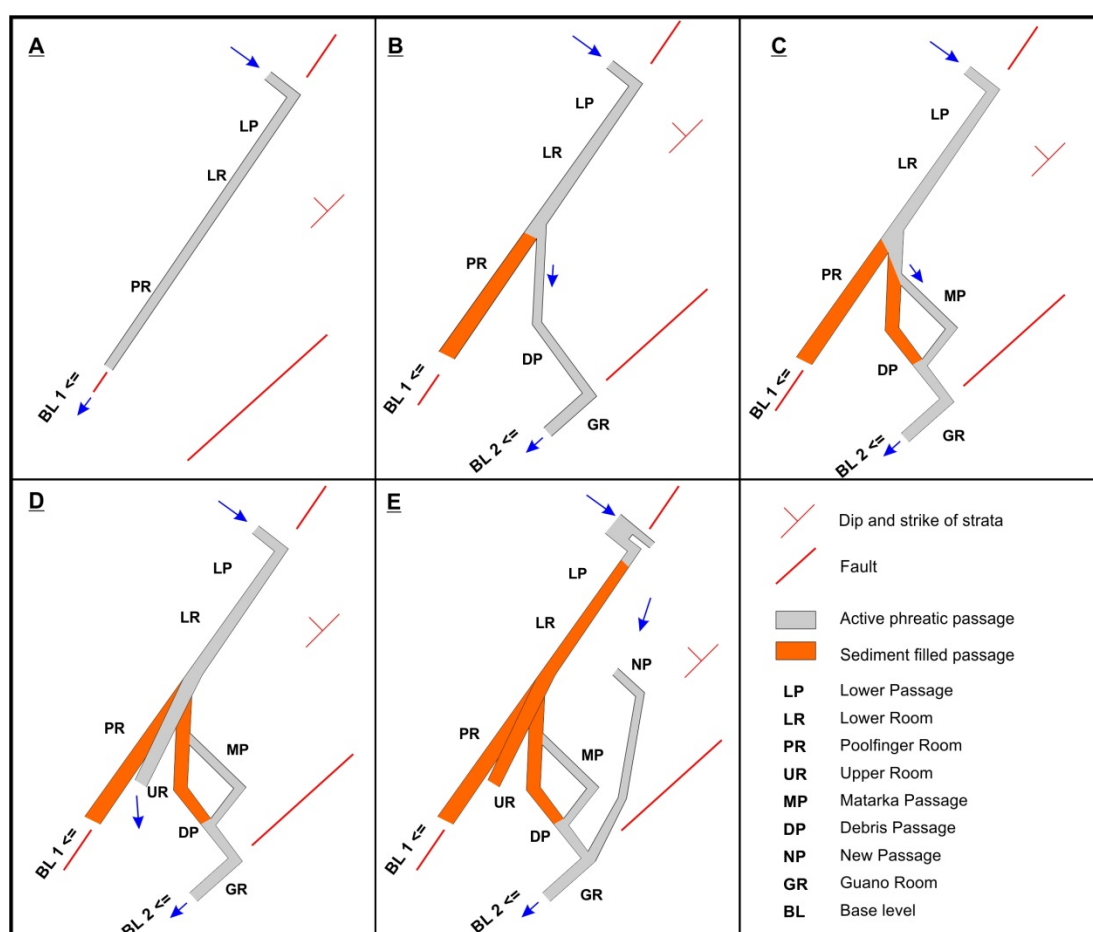 A
LP
LR
PR
BL 1 <=
B
LP
LR
PR
DP
BL 1 <=
GR
BL 2 <=
C
LP
LR
PR
MP
DP
BL 1 <=
GR
BL 2 <=
D
LP
LR
PR
MP
UR
DP
BL 1 <=
GR
BL 2 <=
E
LP
LR
NP
PR
MP
UR
DP
BL 1 <=
GR
BL 2 <=
Dip and strike of strata
Fault
Active phreatic passage
Sediment filled passage
LP Lower Passage
LR Lower Room
PR Poolfinger Room
UR Upper Room
MP Matarka Passage
DP Debris Passage
NP New Passage
GR Guano Room
BL Base level